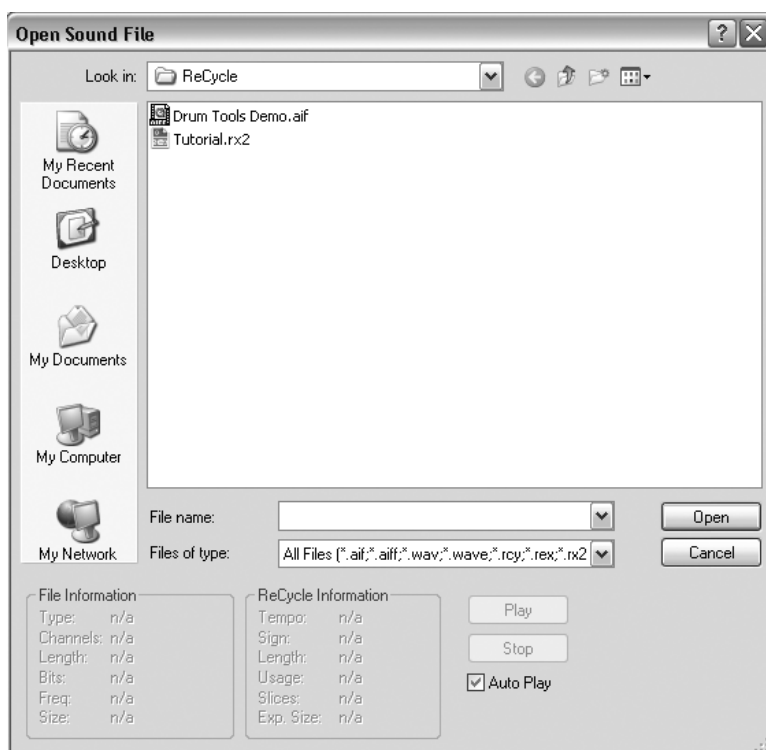 Open Sound File
Look in: ReCycle
Drum Tools Demo.aif
Tutorial.rx2
My Recent
Documents
Desktop
My Documents
My Computer
My Network
File name:
Open
Files of type: All Files (*.aif;*.aiff;*.wav;*.wave;*.rcy;*.rex;*.rx2
Cancel
File Information
Type: n/a
Channels: n/a
Length: n/a
Bits: n/a
Freq: n/a
Size: n/a
ReCycle Information
Tempo: n/a
Sign: n/a
Length: n/a
Usage: n/a
Slices: n/a
Exp. Size: n/a
Play
Stop
Auto Play